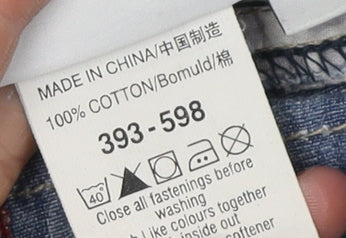 MADE IN CHINA/中国制造
100% COTTON/Bomuld/棉
393-598
40
Close all fastenings before
washing
h Like colours together
inside out
softener